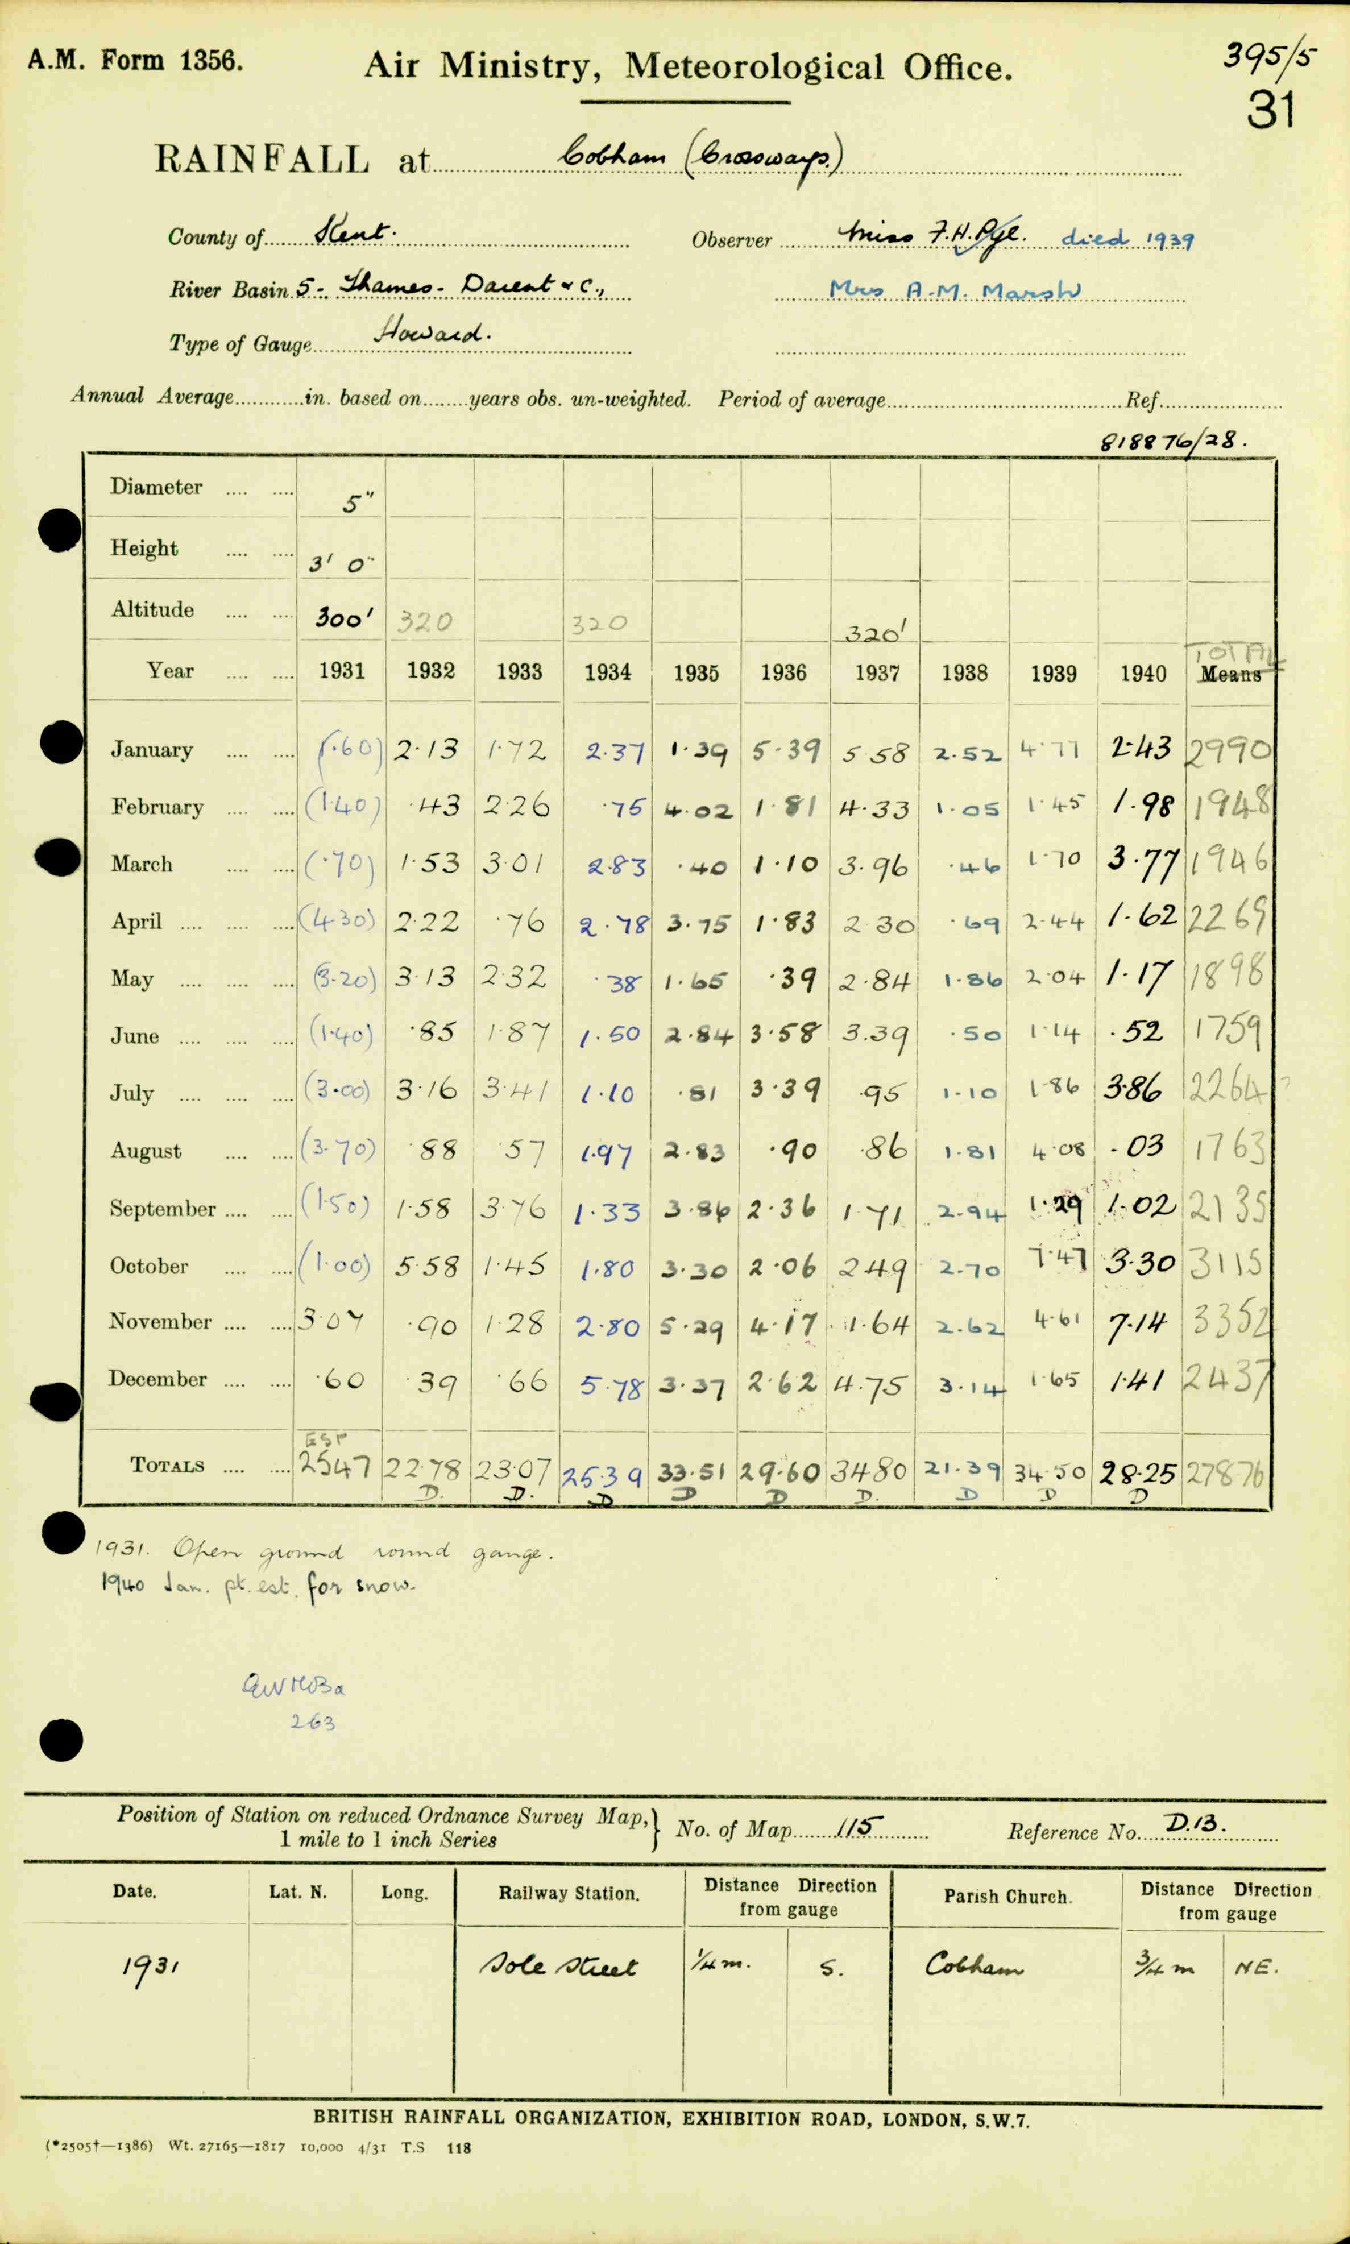 A.M. Form 1356.
Air Ministry, Meteorological Office.
395/5
31
RAINFALL at Cobham (Crossways.)
County of Kent.
Observer Miss F.H. Pye. died 1939
River Basin 5- Thames- Darent & C.,
Mrs A.M. Marsh
Type of Gauge Howard.
Annual Average in. based on years obs. un-weighted. Period of average Ref.
818876/28.
Diameter 5"
Height 3' 0"
Altitude 300' 320 320 320'
TOTAL
Year 1931 1932 1933 1934 1935 1936 1937 1938 1939 1940 Means
January (.60) 2.13 1.72 2.37 1.39 5.39 5.58 2.52 4.77 2.43 2990
February (1.40) .43 2.26 .75 4.02 1.81 4.33 1.05 1.45 1.98 1948
March (.70) 1.53 3.01 2.83 .40 1.10 3.96 .46 1.70 3.77 1946
April (4.30) 2.22 .76 2.78 3.75 1.83 2.30 .69 2.44 1.62 2269
May (3.20) 3.13 2.32 .38 1.65 .39 2.84 1.86 2.04 1.17 1898
June (1.40) .85 1.87 1.50 2.84 3.58 3.39 .50 1.14 .52 1759
July (3.00) 3.16 3.41 1.10 .81 3.39 .95 1.10 1.86 3.86 2264 ?
August (3.70) .88 .57 1.97 2.83 .90 .86 1.81 4.08 .03 1763
September (1.50) 1.58 3.76 1.33 3.86 2.36 1.71 2.94 1.29 1.02 2135
October (1.00) 5.58 1.45 1.80 3.30 2.06 2.49 2.70 7.47 3.30 3115
November 3.07 .90 1.28 2.80 5.29 4.17 1.64 2.62 4.61 7.14 3352
December .60 .39 .66 5.78 3.37 2.62 4.75 3.14 1.65 1.41 2437
EST
TOTALS 2547 22.78 23.07 25.39 33.51 29.60 34.80 21.39 34.50 28.25 27876
D. D. D D D D. D D D
1931. Open ground round gauge.
1940 Jan. pt. est. for snow.
263
Position of Station on reduced Ordnance Survey Map,
1 mile to 1 inch Series
No. of Map 115
Reference No. D.13.
Date. Lat. N. Long. Railway Station. Distance Direction from gauge Parish Church. Distance Direction from gauge
1931 Sole Street ¼ m. S. Cobham ¾ m NE.
BRITISH RAINFALL ORGANIZATION, EXHIBITION ROAD, LONDON, S.W.7.
(*2505†—1386) Wt. 27165—1817 10,000 4/31 T.S 118